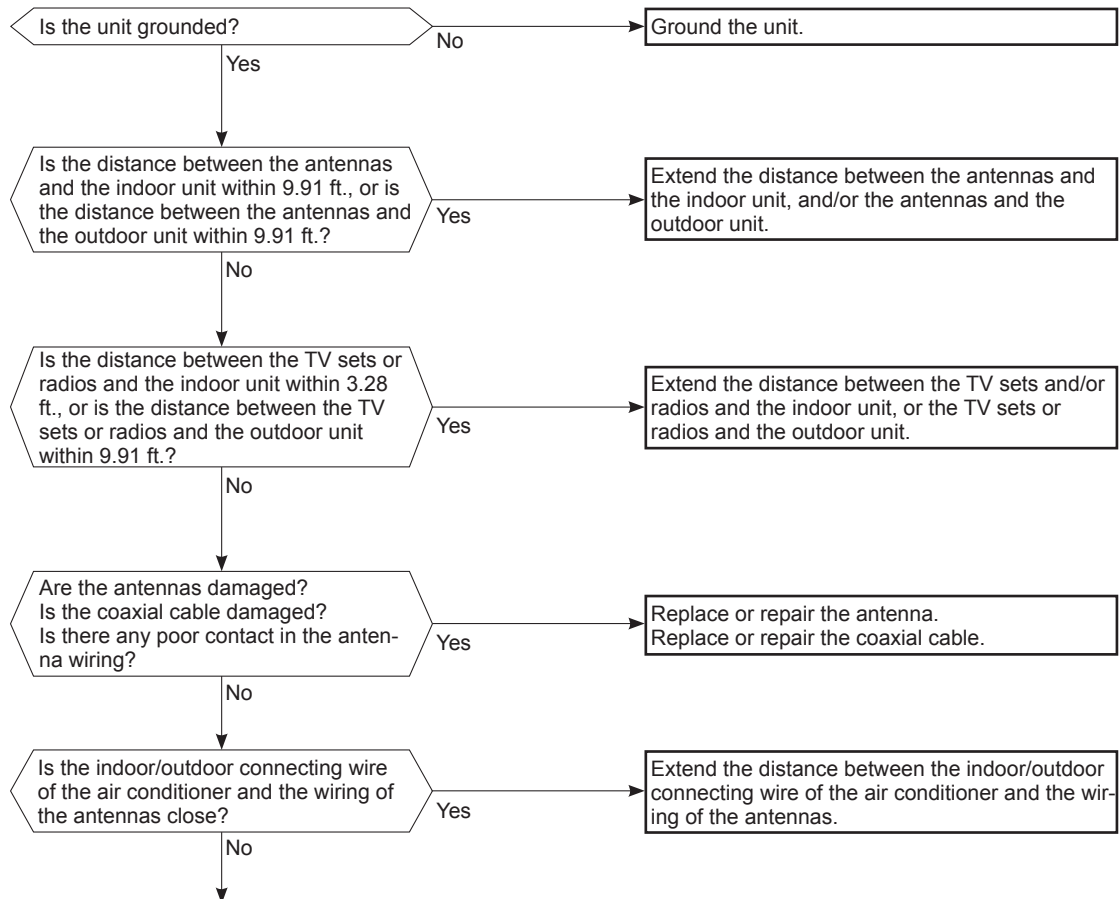 Is the unit grounded?
No
Ground the unit.
Yes
Is the distance between the antennas
and the indoor unit within 9.91 ft., or is
the distance between the antennas and
the outdoor unit within 9.91 ft.?
Yes
Extend the distance between the antennas and
the indoor unit, and/or the antennas and the
outdoor unit.
No
Is the distance between the TV sets or
radios and the indoor unit within 3.28
ft., or is the distance between the TV
sets or radios and the outdoor unit
within 9.91 ft.?
Yes
Extend the distance between the TV sets and/or
radios and the indoor unit, or the TV sets or
radios and the outdoor unit.
No
Are the antennas damaged?
Is the coaxial cable damaged?
Is there any poor contact in the anten-
na wiring?
Yes
Replace or repair the antenna.
Replace or repair the coaxial cable.
No
Is the indoor/outdoor connecting wire
of the air conditioner and the wiring of
the antennas close?
Yes
Extend the distance between the indoor/outdoor
connecting wire of the air conditioner and the wir-
ing of the antennas.
No